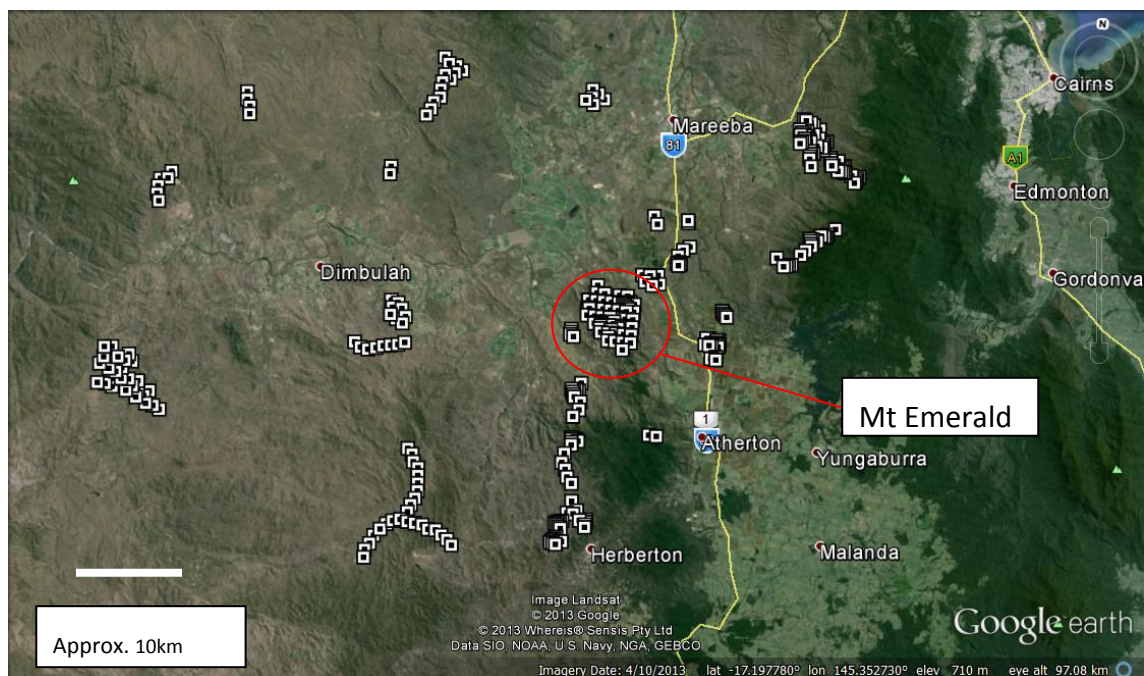 N
Cairns
Mareeba
81
A1
Edmonton
Dimbulah
Gordonva
Mt Emerald
1
Atherton
Yungaburra
Herberton
Malanda
Image Landsat
© 2013 Google
© 2013 Whereis® Sensis Pty Ltd
Data SIO, NOAA, U.S. Navy, NGA, GEBCO
Google earth
Approx. 10km
Imagery Date: 4/10/2013 lat -17.197780° lon 145.352730° elev 710 m eye alt 97.08 km